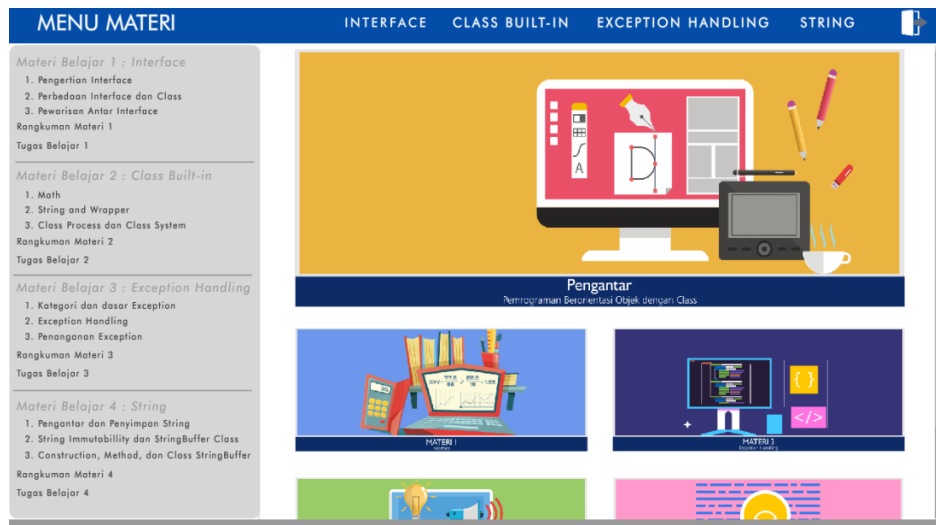 MENU MATERI
INTERFACE CLASS BUILT-IN EXCEPTION HANDLING STRING
Materi Belajar 1 : Interface
1. Pengertian Interface
2. Perbedaan Interface dan Class
3. Pewarisan Antar Interface
Rangkuman Materi 1
Tugas Belajar 1
Materi Belajar 2 : Class Built-in
1. Math
2. String and Wrapper
3. Class Process dan Class System
Rangkuman Materi 2
Tugas Belajar 2
Materi Belajar 3 : Exception Handling
1. Kategori dan dasar Exception
2. Exception Handling
3. Penanganan Exception
Rangkuman Materi 3
Tugas Belajar 3
Materi Belajar 4 : String
1. Pengantar dan Penyimpan String
2. String Immutabillity dan StringBuffer Class
3. Construction, Method, dan Class StringBuffer
Rangkuman Materi 4
Tugas Belajar 4
A
D
Pengantar
Pemrograman Berorientasi Objek dengan Class
MATERI 1
Interface
{ }
</>
MATERI 3
Exception Handling